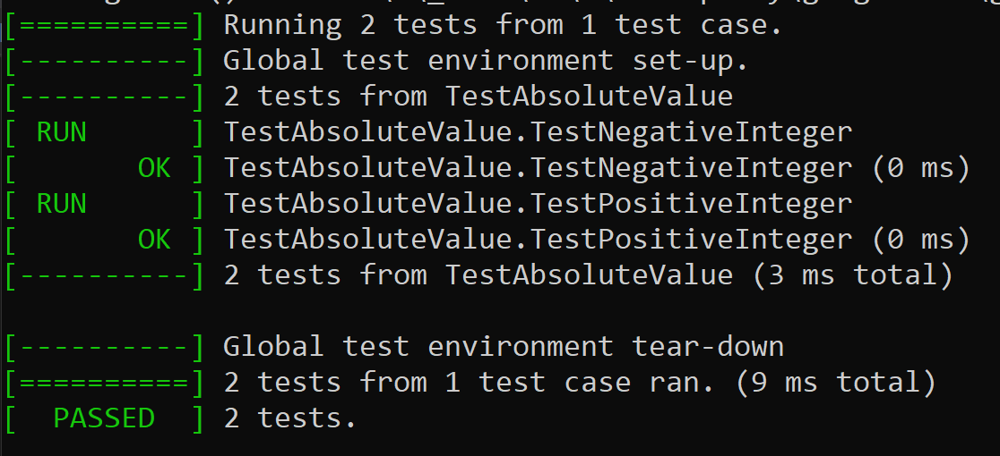 [==========] Running 2 tests from 1 test case.
[----------] Global test environment set-up.
[----------] 2 tests from TestAbsoluteValue
[ RUN      ] TestAbsoluteValue.TestNegativeInteger
[       OK ] TestAbsoluteValue.TestNegativeInteger (0 ms)
[ RUN      ] TestAbsoluteValue.TestPositiveInteger
[       OK ] TestAbsoluteValue.TestPositiveInteger (0 ms)
[----------] 2 tests from TestAbsoluteValue (3 ms total)
[----------] Global test environment tear-down
[==========] 2 tests from 1 test case ran. (9 ms total)
[  PASSED  ] 2 tests.